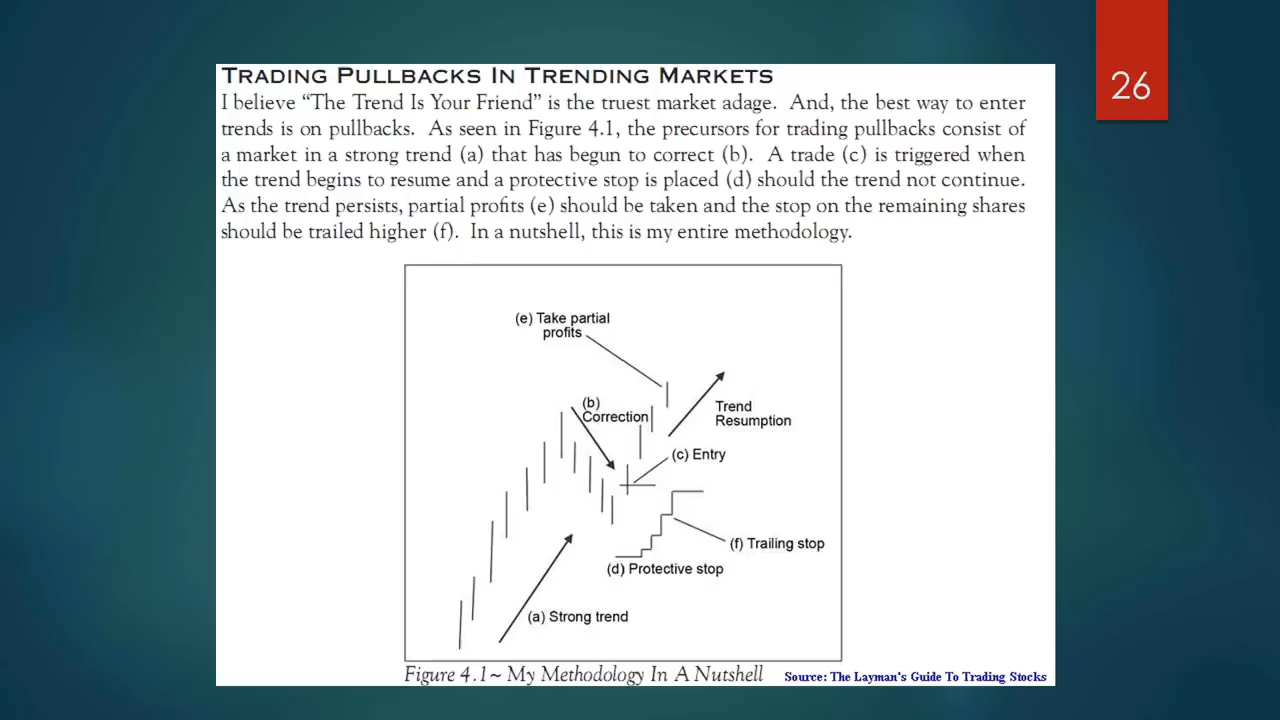 26
TRADING PULLBACKS IN TRENDING MARKETS
I believe “The Trend Is Your Friend” is the truest market adage. And, the best way to enter
trends is on pullbacks. As seen in Figure 4.1, the precursors for trading pullbacks consist of
a market in a strong trend (a) that has begun to correct (b). A trade (c) is triggered when
the trend begins to resume and a protective stop is placed (d) should the trend not continue.
As the trend persists, partial profits (e) should be taken and the stop on the remaining shares
should be trailed higher (f). In a nutshell, this is my entire methodology.
(e) Take partial
profits
(b)
Correction
Trend
Resumption
(c) Entry
(f) Trailing stop
(d) Protective stop
(a) Strong trend
Figure 4.1~ My Methodology In A Nutshell
Source: The Layman's Guide To Trading Stocks